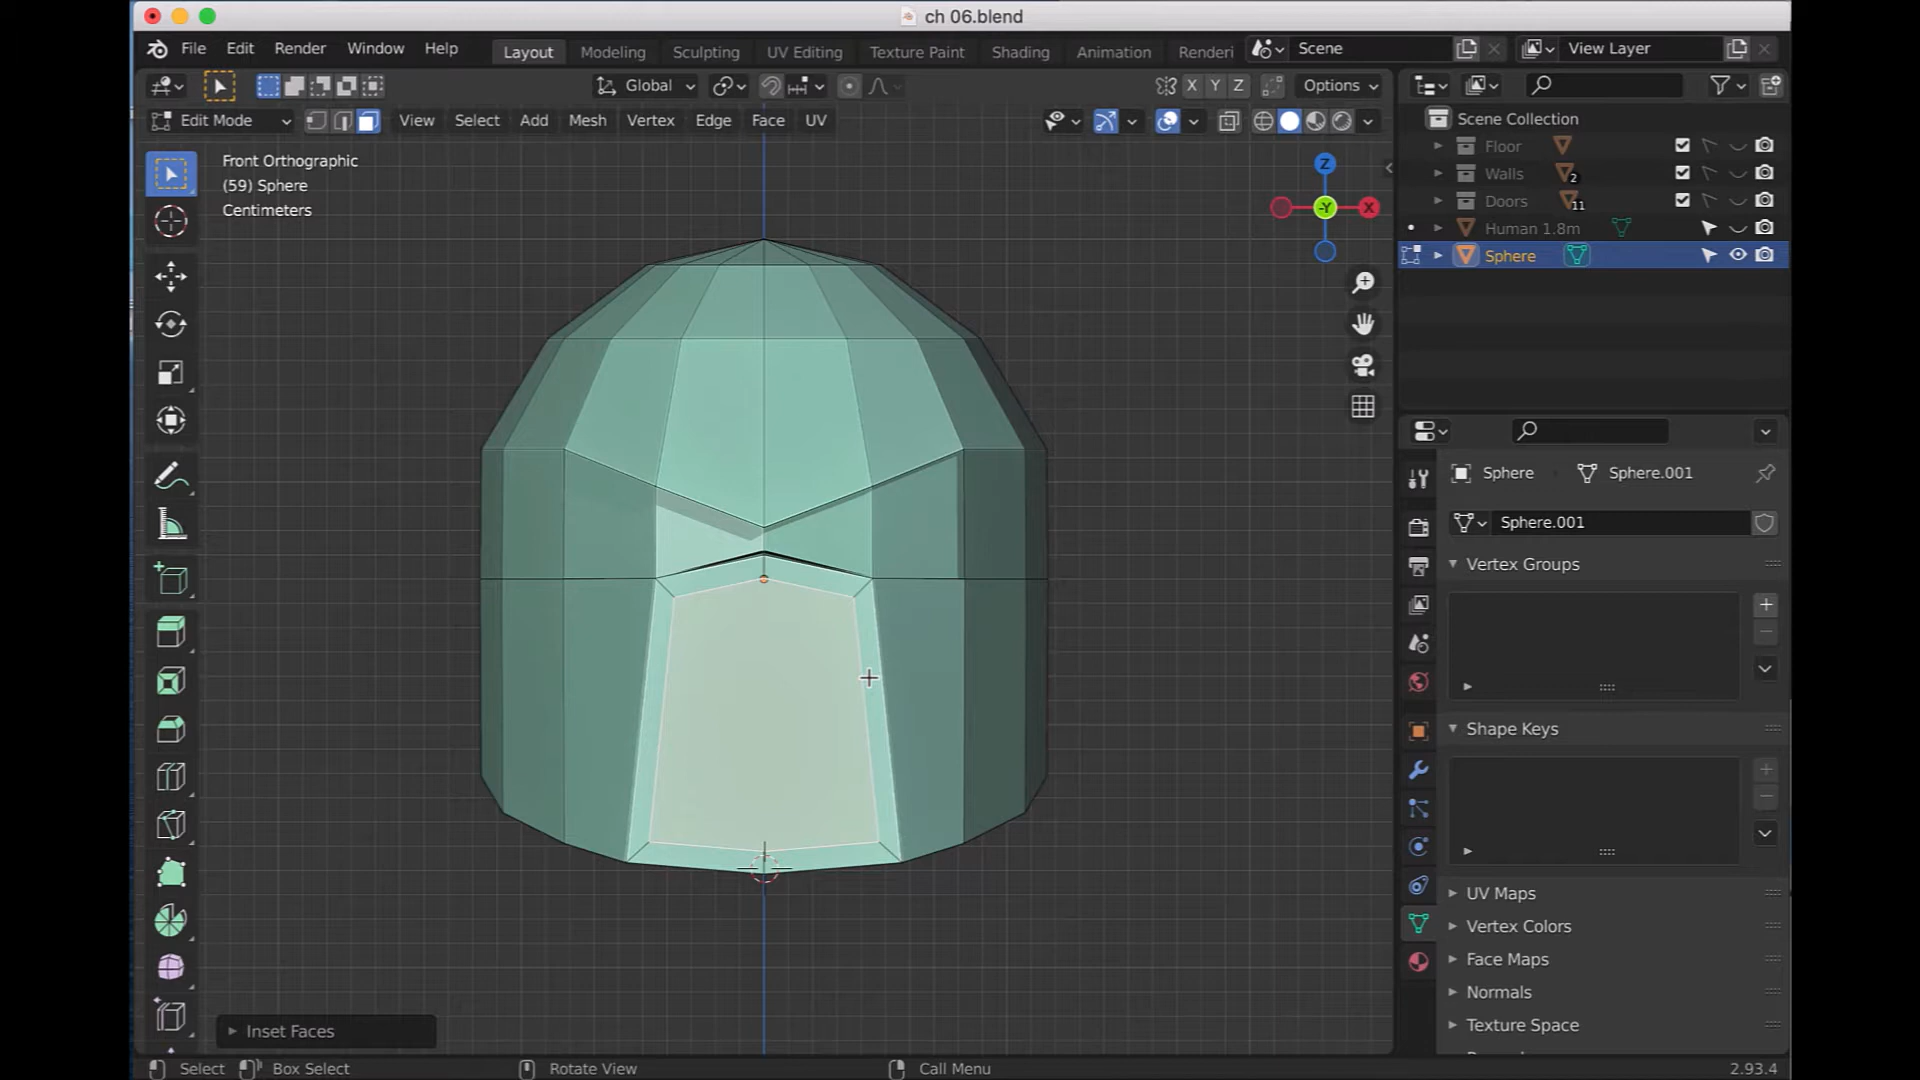 ch 06.blend
File Edit Render Window Help Layout Modeling Sculpting UV Editing Texture Paint Shading Animation Renderi Scene View Layer
Global X Y Z Options
Edit Mode View Select Add Mesh Vertex Edge Face UV
Scene Collection
Floor
Walls 2
Doors 11
Human 1.8m
Sphere
Front Orthographic
(59) Sphere
Centimeters
Z
-Y X
Sphere Sphere.001
Sphere.001
Vertex Groups
Shape Keys
UV Maps
Vertex Colors
Face Maps
Normals
Texture Space
Inset Faces
Select Box Select Rotate View Call Menu 2.93.4